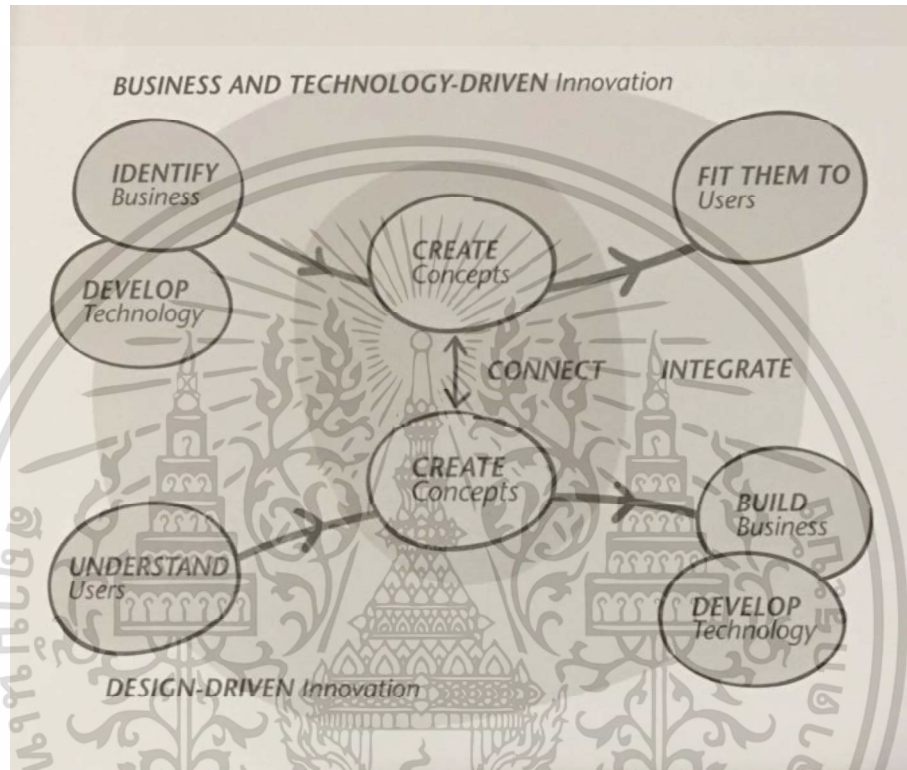 BUSINESS AND TECHNOLOGY-DRIVEN Innovation
IDENTIFY
Business
DEVELOP
Technology
CREATE
Concepts
FIT THEM TO
Users
CONNECT
INTEGRATE
CREATE
Concepts
UNDERSTAND
Users
BUILD
Business
DEVELOP
Technology
DESIGN-DRIVEN Innovation